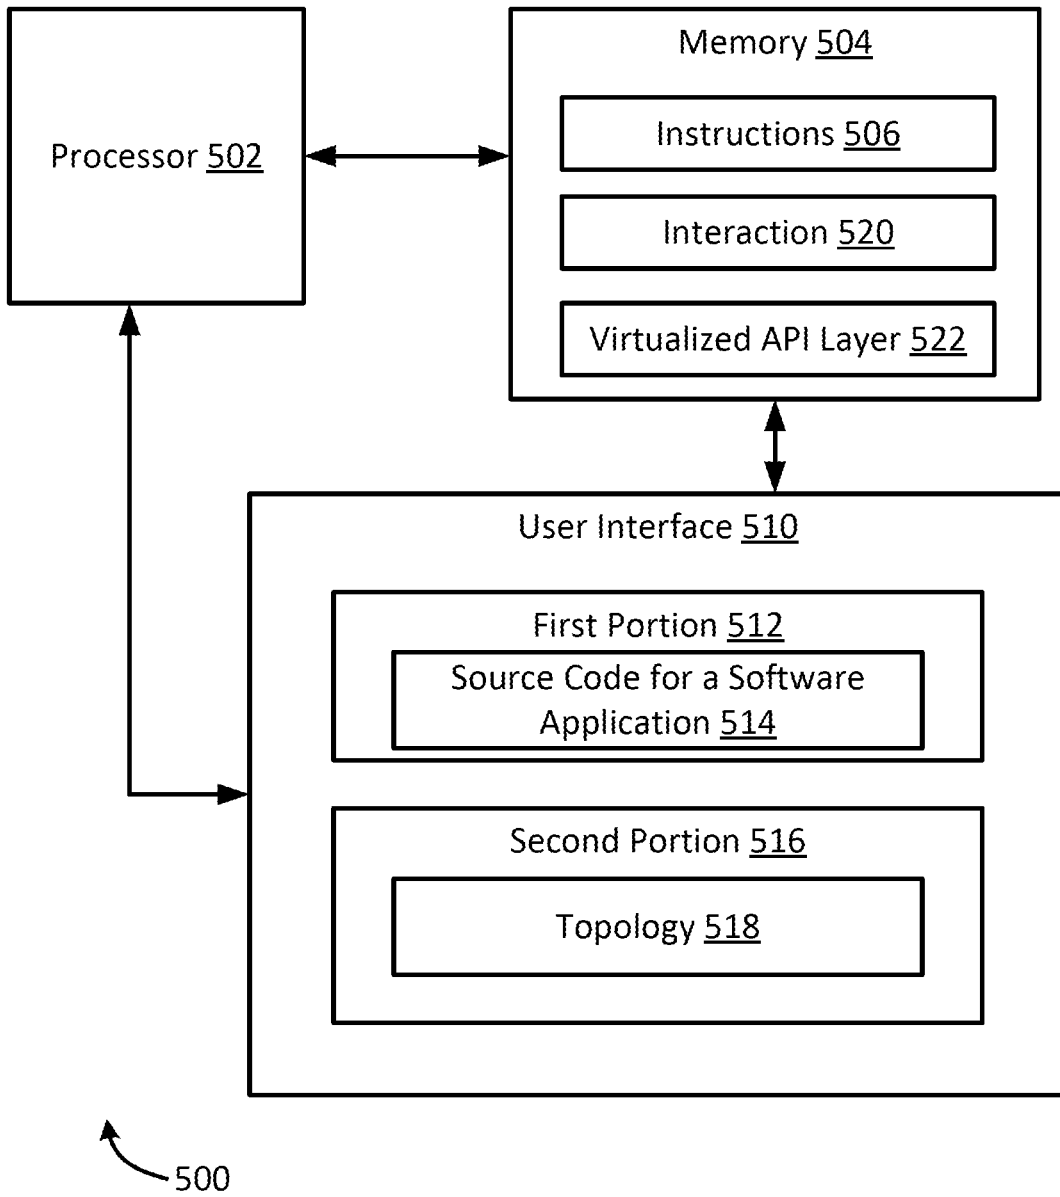 Processor 502
Memory 504
Instructions 506
Interaction 520
Virtualized API Layer 522
User Interface 510
First Portion 512
Source Code for a Software
Application 514
Second Portion 516
Topology 518
500